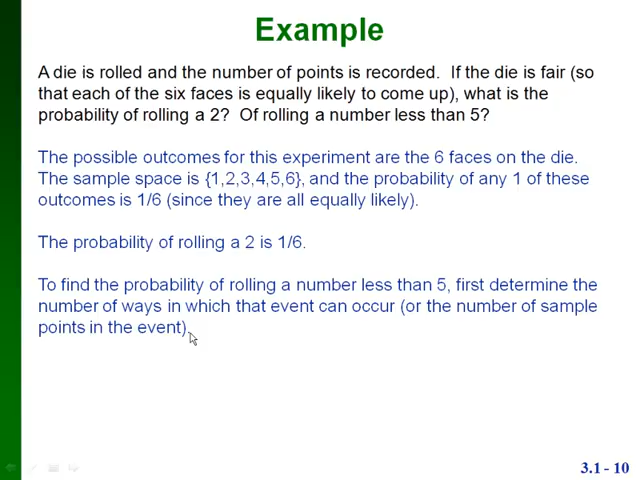 Example
A die is rolled and the number of points is recorded.  If the die is fair (so
that each of the six faces is equally likely to come up), what is the
probability of rolling a 2?  Of rolling a number less than 5?
The possible outcomes for this experiment are the 6 faces on the die.
The sample space is {1,2,3,4,5,6}, and the probability of any 1 of these
outcomes is 1/6 (since they are all equally likely).
The probability of rolling a 2 is 1/6.
To find the probability of rolling a number less than 5, first determine the
number of ways in which that event can occur (or the number of sample
points in the event).
3.1 - 10